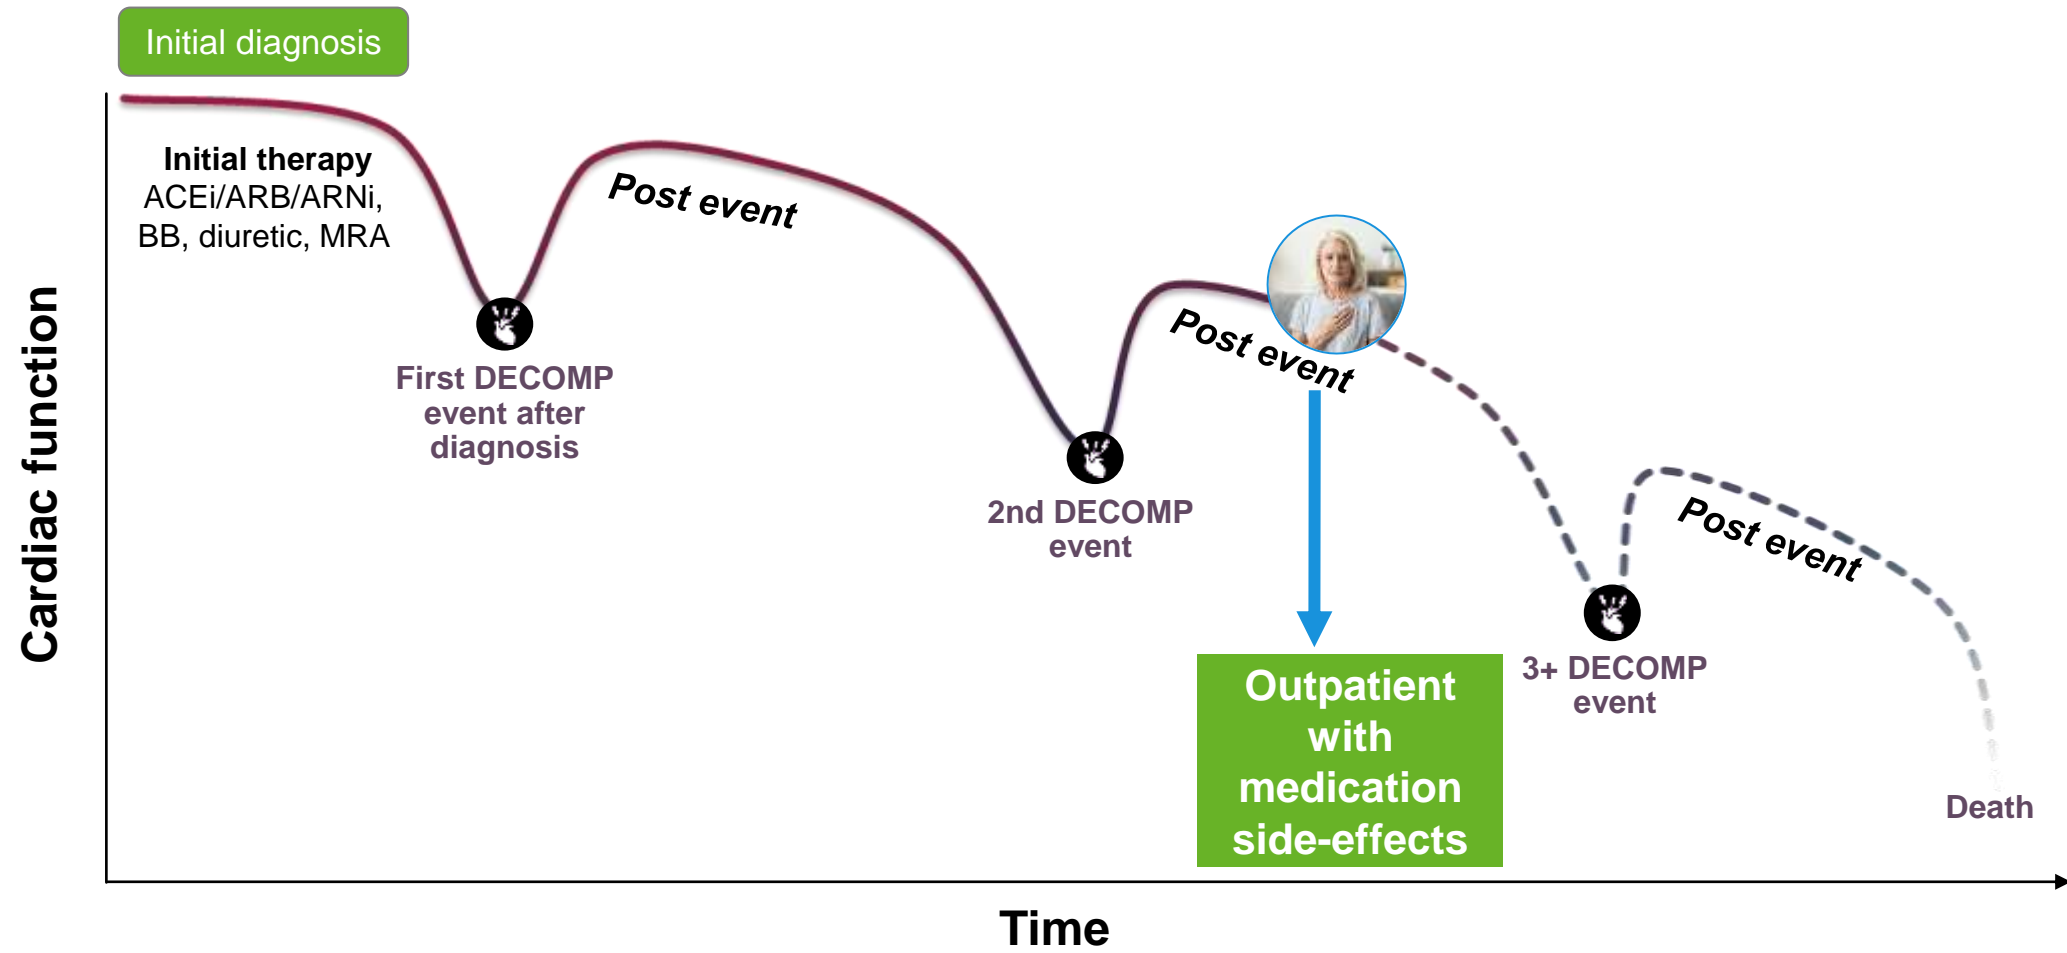 Initial diagnosis
Initial therapy
ACEi/ARB/ARNi,
BB, diuretic, MRA
Post event
First DECOMP
event after
diagnosis
Post event
2nd DECOMP
event
Post event
3+ DECOMP
event
Outpatient
with
medication
side-effects
Death
Cardiac function
Time